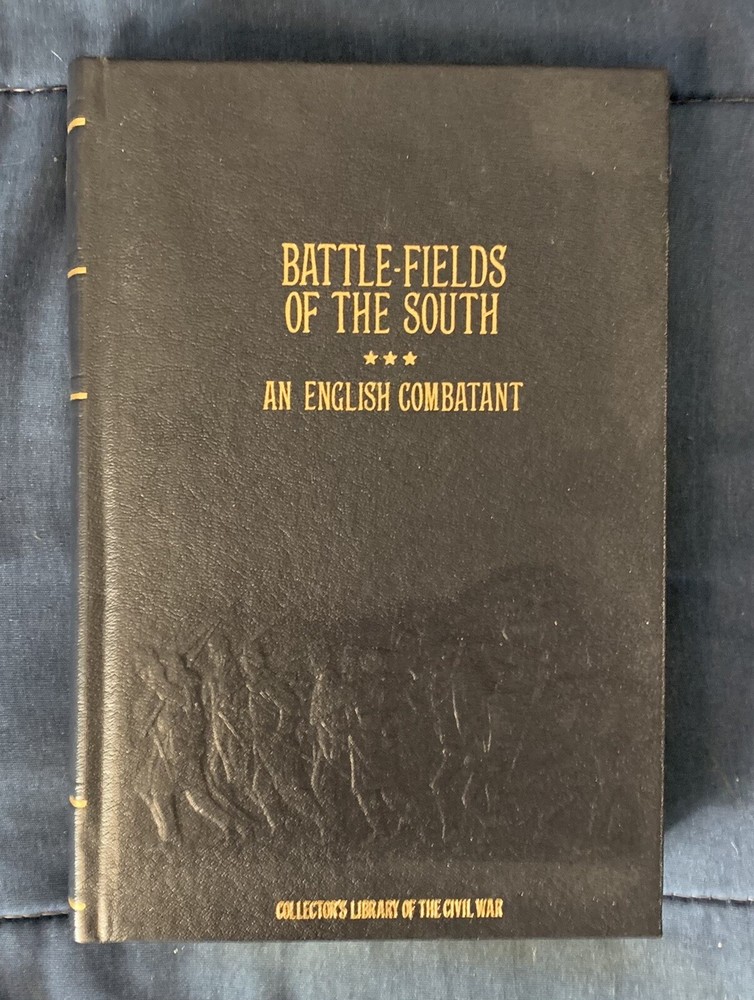 BATTLE-FIELDS
OF THE SOUTH
AN ENGLISH COMBATANT
COLLECTOR'S LIBRARY OF THE CIVIL WAR